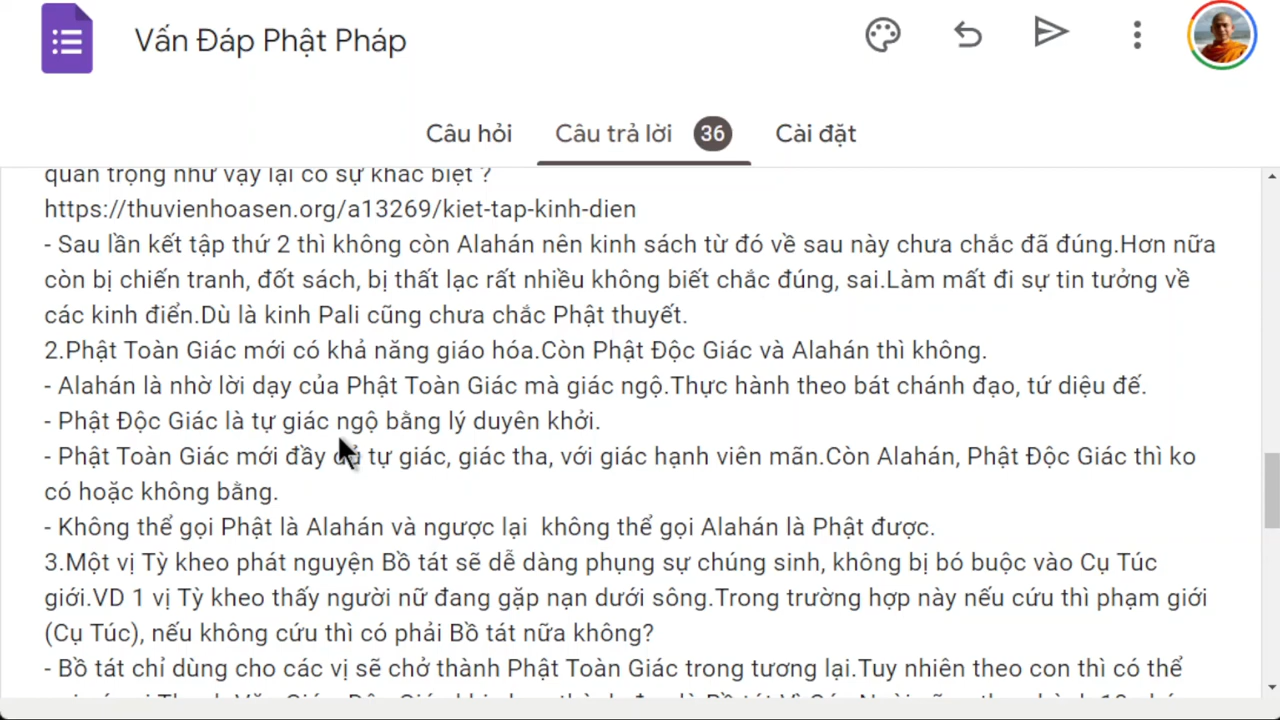 Vấn Đáp Phật Pháp
Câu hỏi
Câu trả lời 36
Cài đặt
quan trọng như vậy lại có sự khác biệt ?
https://thuvienhoasen.org/a13269/kiet-tap-kinh-dien
- Sau lần kết tập thứ 2 thì không còn Alahán nên kinh sách từ đó về sau này chưa chắc đã đúng.Hơn nữa
còn bị chiến tranh, đốt sách, bị thất lạc rất nhiều không biết chắc đúng, sai.Làm mất đi sự tin tưởng về
các kinh điển.Dù là kinh Pali cũng chưa chắc Phật thuyết.
2.Phật Toàn Giác mới có khả năng giáo hóa.Còn Phật Độc Giác và Alahán thì không.
- Alahán là nhờ lời dạy của Phật Toàn Giác mà giác ngộ.Thực hành theo bát chánh đạo, tứ diệu đế.
- Phật Độc Giác là tự giác ngộ bằng lý duyên khởi.
- Phật Toàn Giác mới đầy đủ tự giác, giác tha, với giác hạnh viên mãn.Còn Alahán, Phật Độc Giác thì ko
có hoặc không bằng.
- Không thể gọi Phật là Alahán và ngược lại  không thể gọi Alahán là Phật được.
3.Một vị Tỳ kheo phát nguyện Bồ tát sẽ dễ dàng phụng sự chúng sinh, không bị bó buộc vào Cụ Túc
giới.VD 1 vị Tỳ kheo thấy người nữ đang gặp nạn dưới sông.Trong trường hợp này nếu cứu thì phạm giới
(Cụ Túc), nếu không cứu thì có phải Bồ tát nữa không?
- Bồ tát chỉ dùng cho các vị sẽ chở thành Phật Toàn Giác trong tương lại.Tuy nhiên theo con thì có thể